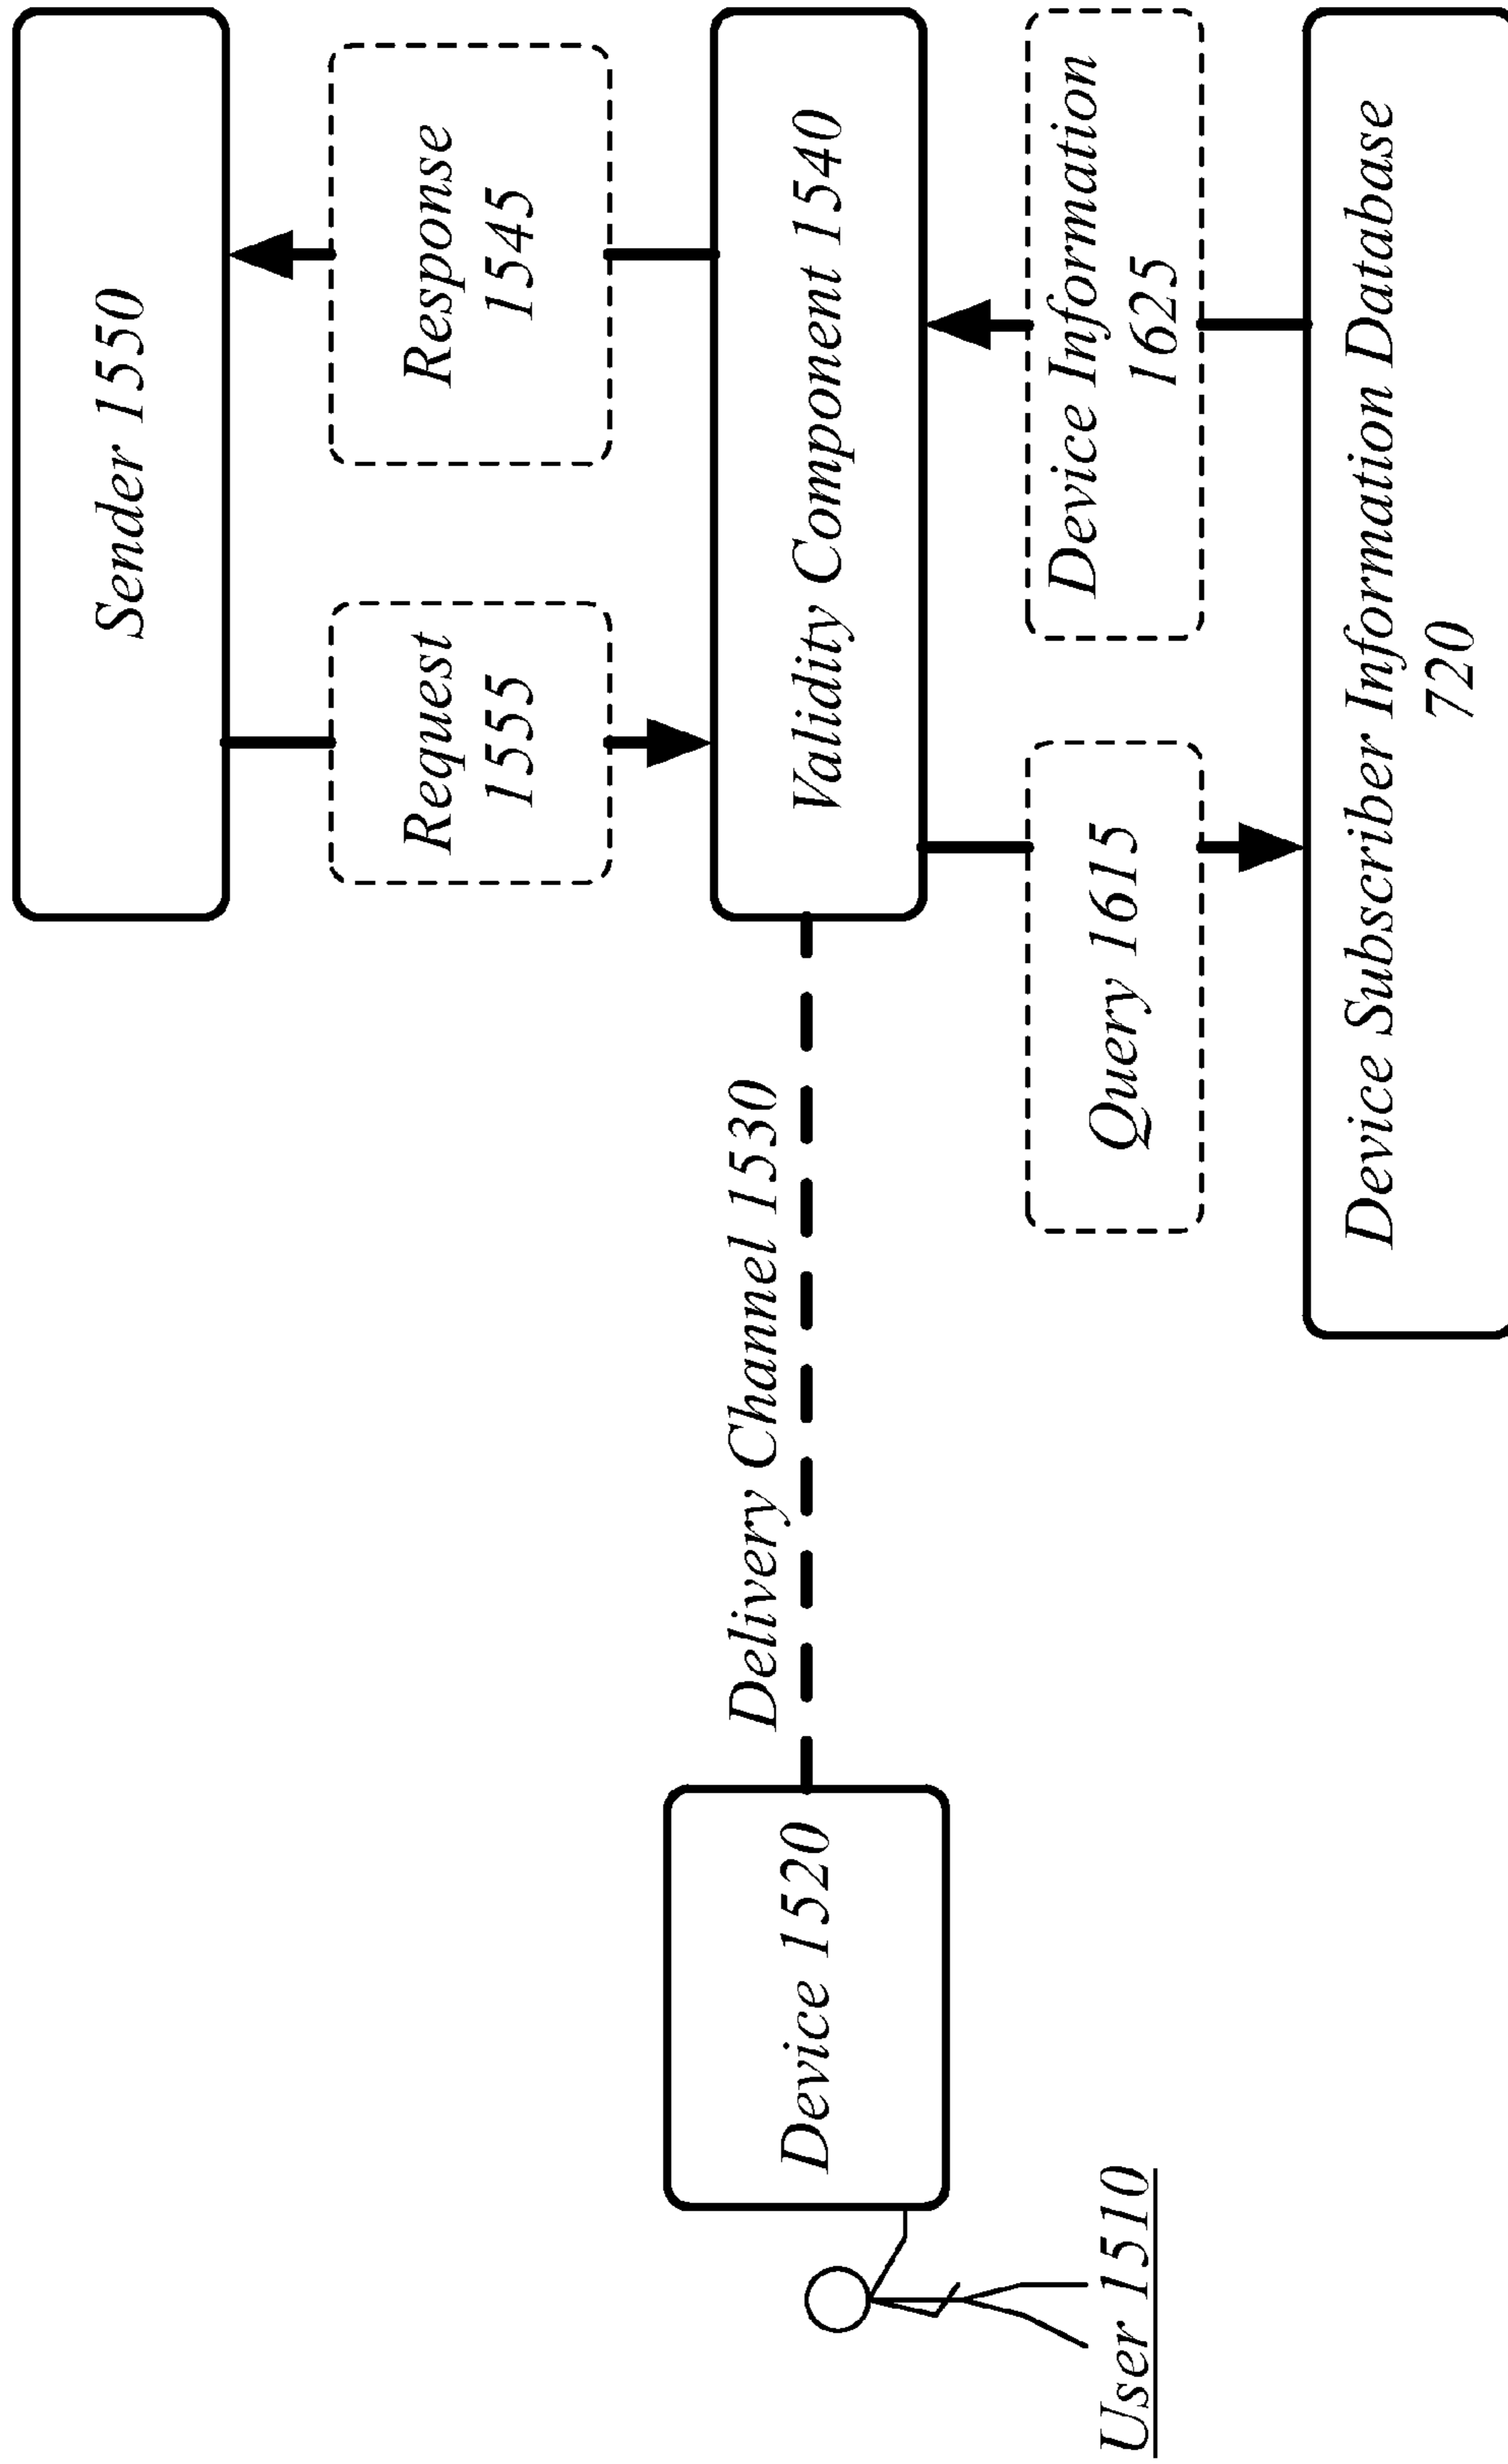 Sender 1550
Request
1555
Response
1545
Delivery Channel 1530
Validity Component 1540
Device 1520
User 1510
Query 1615
Device Information
1625
Device Subscriber Information Database
720